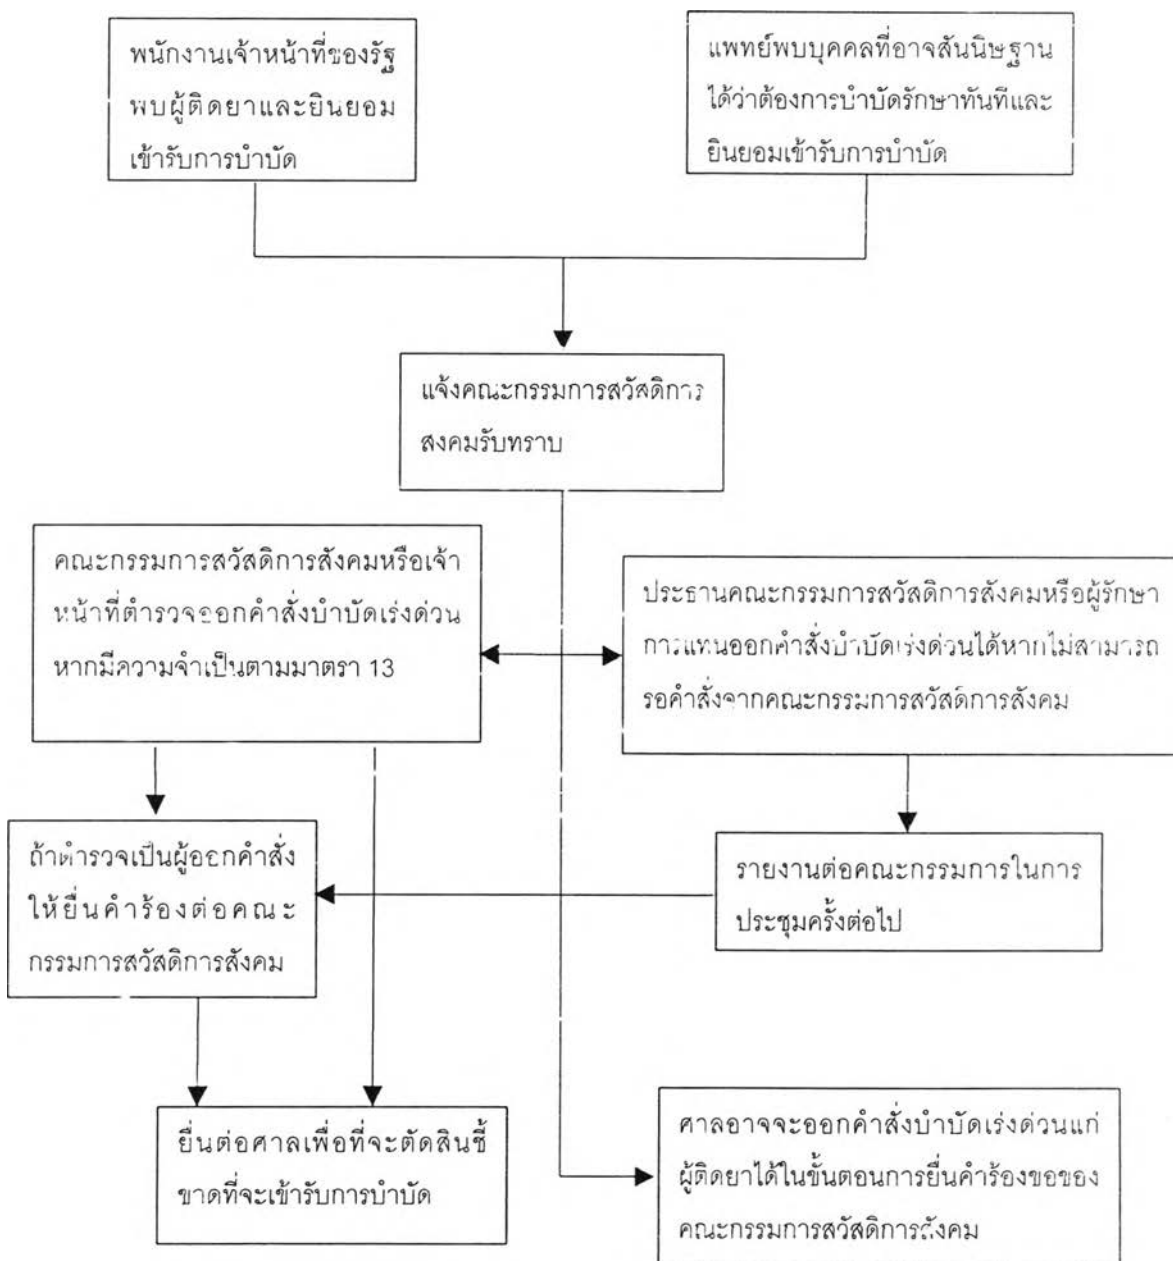 พนักงานเจ้าหน้าที่ของรัฐ
พบผู้ติดยาและยินยอม
เข้ารับการบำบัด
แพทย์พบบุคคลที่อาจสันนิษฐาน
ได้ว่าต้องการบำบัดรักษาทันทีและ
ยินยอมเข้ารับการบำบัด
แจ้งคณะกรรมการสวัสดิการ
สงคมรับทราบ
คณะกรรมการสวัสดิการสังคมหรือเจ้า
หน้าที่ตำรวจออกคำสั่งบำบัดเร่งด่วน
หากมีความจำเป็นตามมาตรา 13
ประธานคณะกรรมการสวัสดิการสังคมหรือผู้รักษา
การแทนออกคำสั่งบำบัดเร่งด่วนได้หากไม่สามารถ
รอคำสั่งจากคณะกรรมการสวัสดิการสังคม
ถ้าตำรวจเป็นผู้ออกคำสั่ง
ให้ยื่นคำร้องต่อคณะ
กรรมการสวัสดิการสังคม
รายงานต่อคณะกรรมการในการ
ประชุมครั้งต่อไป
ยื่นต่อศาลเพื่อที่จะตัดสินชี้
ขาดที่จะเข้ารับการบำบัด
ศาลอาจจะออกคำสั่งบำบัดเร่งด่วนแก่
ผู้ติดยาได้ในขั้นตอนการยื่นคำร้องขอของ
คณะกรรมการสวัสดิการสังคม